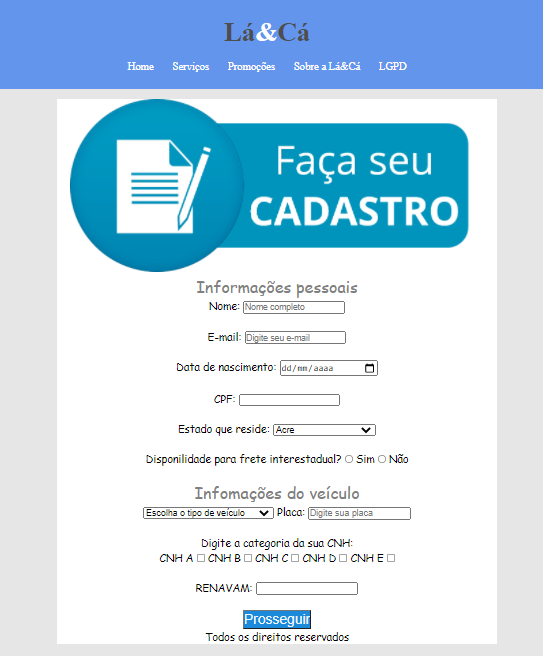 Lá&Cá
Home Serviços Promoções Sobre a Lá&Cá LGPD
Faça seu
CADASTRO
Informações pessoais
Nome: Nome completo
E-mail: Digite seu e-mail
Data de nascimento: dd/mm/aaaa
CPF:
Estado que reside: Acre
Disponilidade para frete interestadual? Sim Não
Infomações do veículo
Escolha o tipo de veículo Placa: Digite sua placa
Digite a categoria da sua CNH:
CNH A CNH B CNH C CNH D CNH E
RENAVAM:
Prosseguir
Todos os direitos reservados